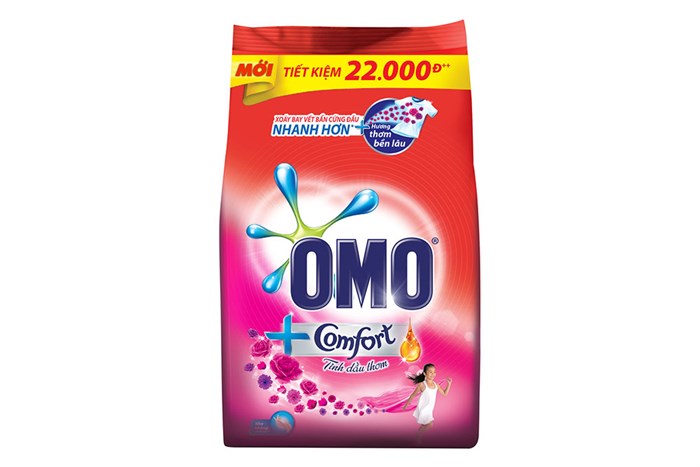 MỚI TIẾT KIỆM 22.000Đ**
XOÁY BAY VẾT BẨN CỨNG ĐẦU
NHANH HƠN*
+ Hương
thơm
bền lâu
OMO®
+ Comfort
Tinh dầu thơm